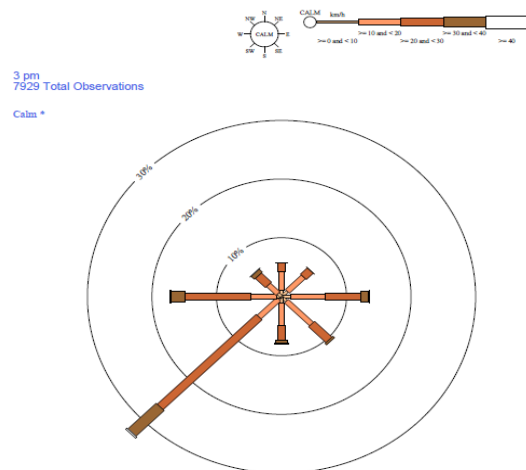 N
NW NE
W CALM E
SW SE
S
CALM km/h
>= 0 and < 10 >= 10 and < 20 >= 20 and < 30 >= 30 and < 40 >= 40
3 pm
7929 Total Observations
Calm *
30%
20%
10%